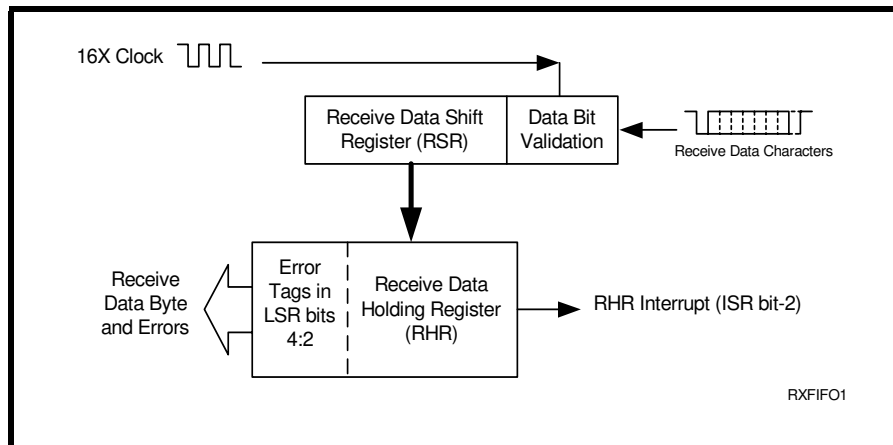 16X Clock
Receive Data Shift
Register (RSR)
Data Bit
Validation
Receive Data Characters
Receive
Data Byte
and Errors
Error
Tags in
LSR bits
4:2
Receive Data
Holding Register
(RHR)
RHR Interrupt (ISR bit-2)
RXFIFO1